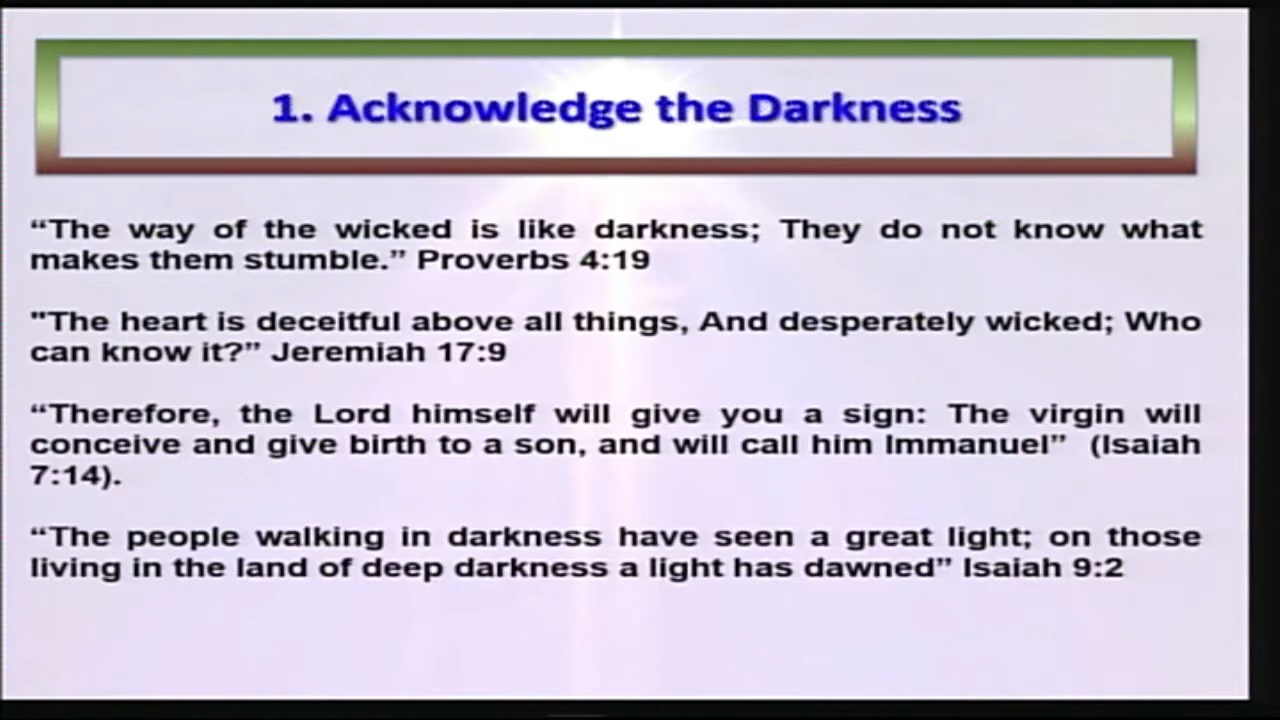 1. Acknowledge the Darkness
“The way of the wicked is like darkness; They do not know what
makes them stumble.” Proverbs 4:19
"The heart is deceitful above all things, And desperately wicked; Who
can know it?” Jeremiah 17:9
“Therefore, the Lord himself will give you a sign: The virgin will
conceive and give birth to a son, and will call him Immanuel” (Isaiah
7:14).
“The people walking in darkness have seen a great light; on those
living in the land of deep darkness a light has dawned” Isaiah 9:2